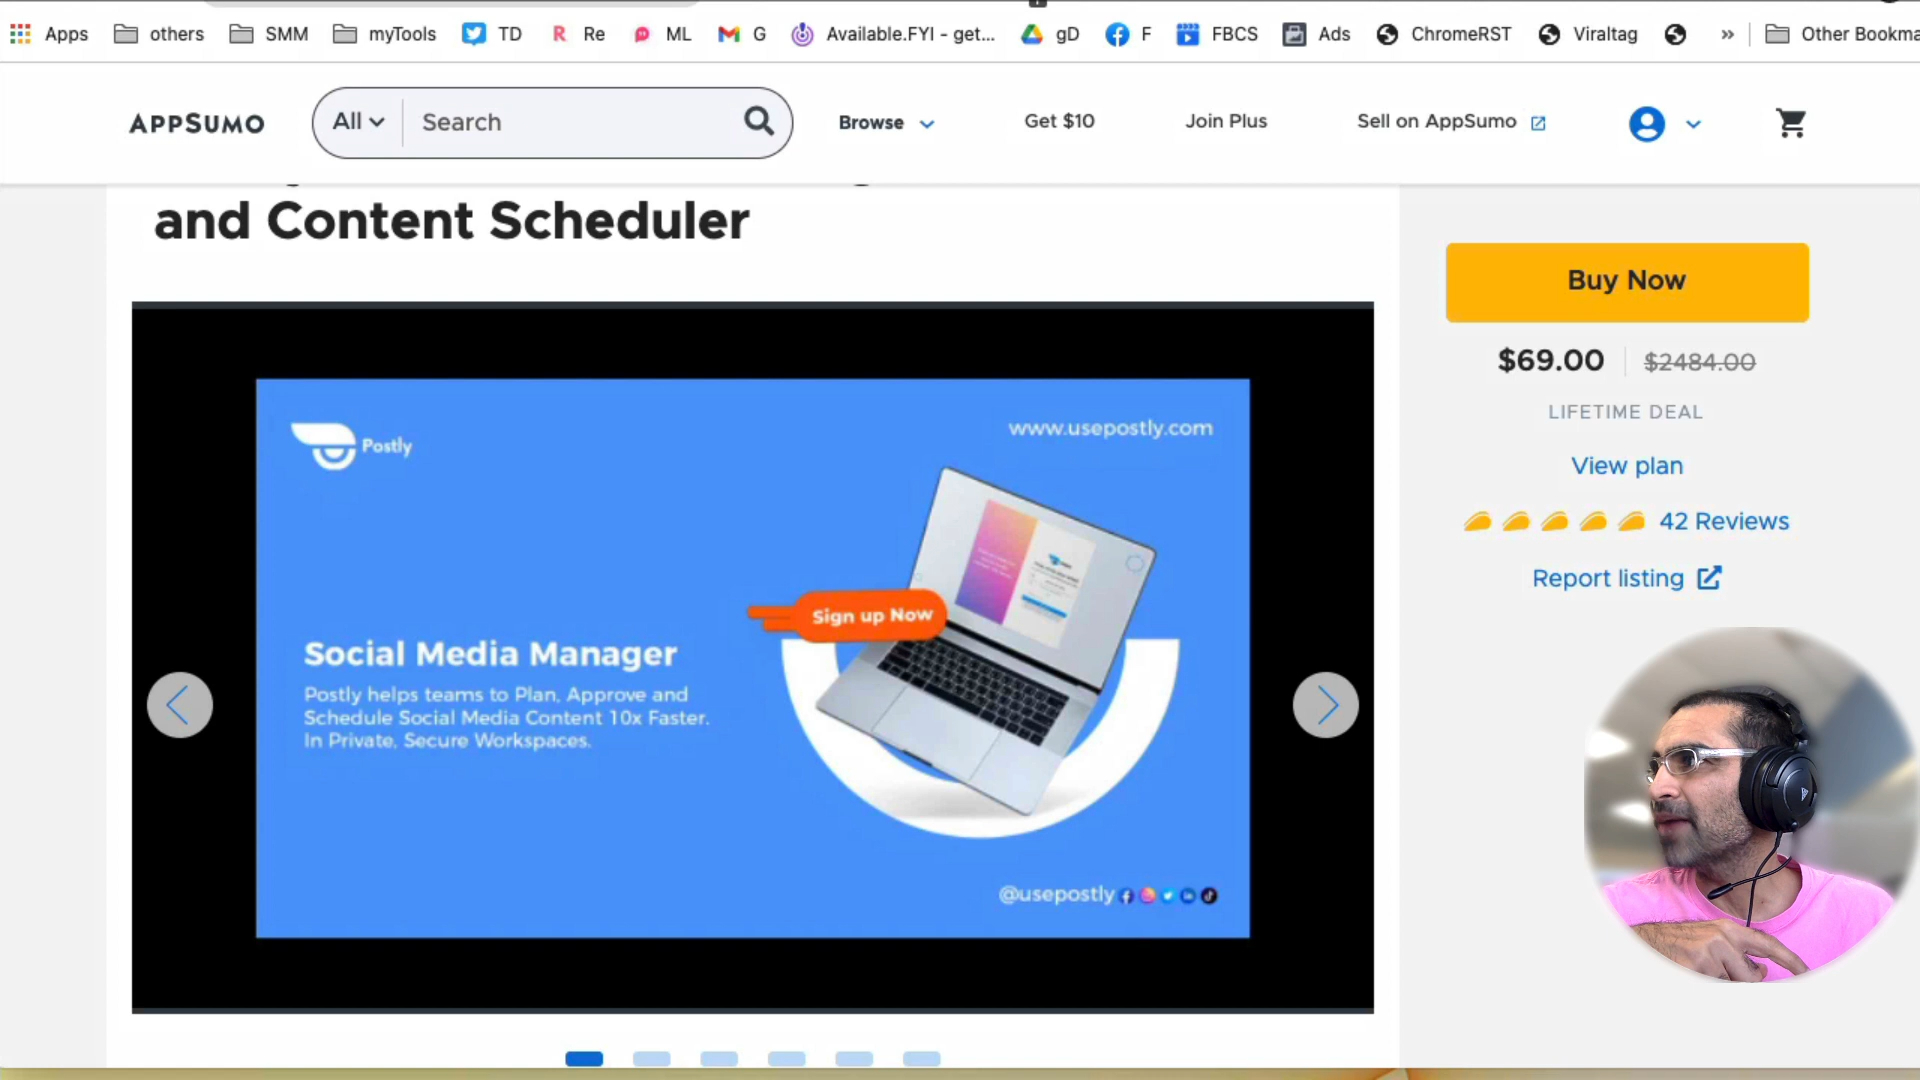 Apps others SMM myTools TD Re ML G Available.FYI - get... gD F FBCS Ads ChromeRST Viraltag » Other Bookma
APPSUMO All Search Browse Get $10 Join Plus Sell on AppSumo
and Content Scheduler
Buy Now
$69.00 $2484.00
LIFETIME DEAL
View plan
42 Reviews
Report listing
Postly
www.usepostly.com
Sign up Now
Social Media Manager
Postly helps teams to Plan, Approve and
Schedule Social Media Content 10x Faster.
In Private, Secure Workspaces.
@usepostly